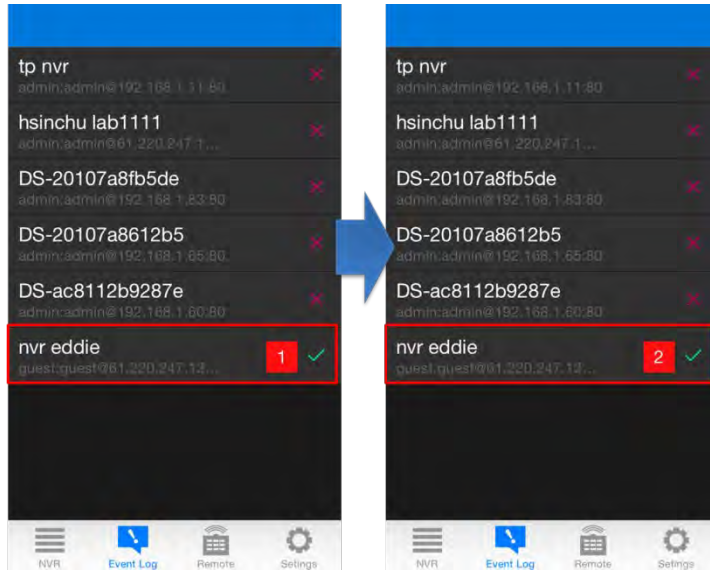 tp nvr
admin:admin@192.168.1.11:80
hsinchu lab1111
admin:admin@61.220.247.1...
DS-20107a8fb5de
admin:admin@192.168.1.83:80
DS-20107a8612b5
admin:admin@192.168.1.65:80
DS-ac8112b9287e
admin:admin@192.168.1.60:80
nvr eddie
guest:guest@61.220.247.12...
1
NVR
Event Log
Remote
Setings
tp nvr
admin:admin@192.168.1.11:80
hsinchu lab1111
admin:admin@61.220.247.1...
DS-20107a8fb5de
admin:admin@192.168.1.83:80
DS-20107a8612b5
admin:admin@192.168.1.65:80
DS-ac8112b9287e
admin:admin@192.168.1.60:80
nvr eddie
guest:guest@61.220.247.12...
2
NVR
Event Log
Remote
Setings